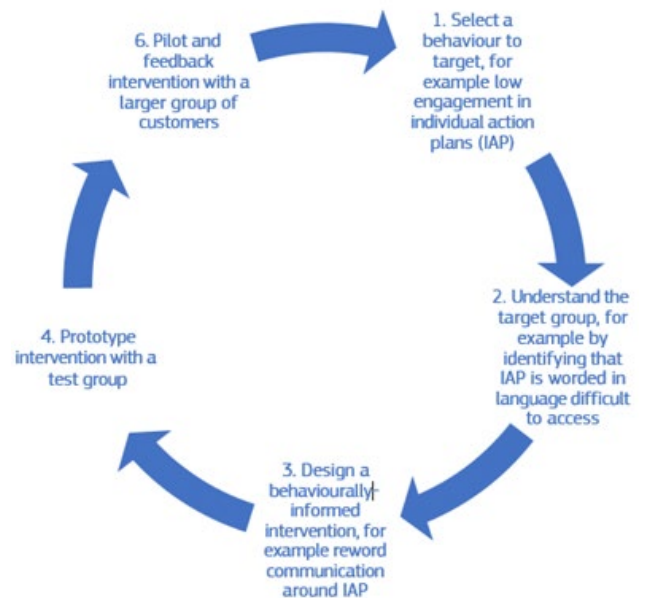 1. Select a
behaviour to
target, for
example low
engagement in
individual action
plans (IAP)
2. Understand the
target group, for
example by
identifying that
IAP is worded in
language difficult
to access
3. Design a
behaviourally-
informed
intervention, for
example reword
communication
around IAP
4. Prototype
intervention with a
test group
6. Pilot and
feedback
intervention with a
larger group of
customers